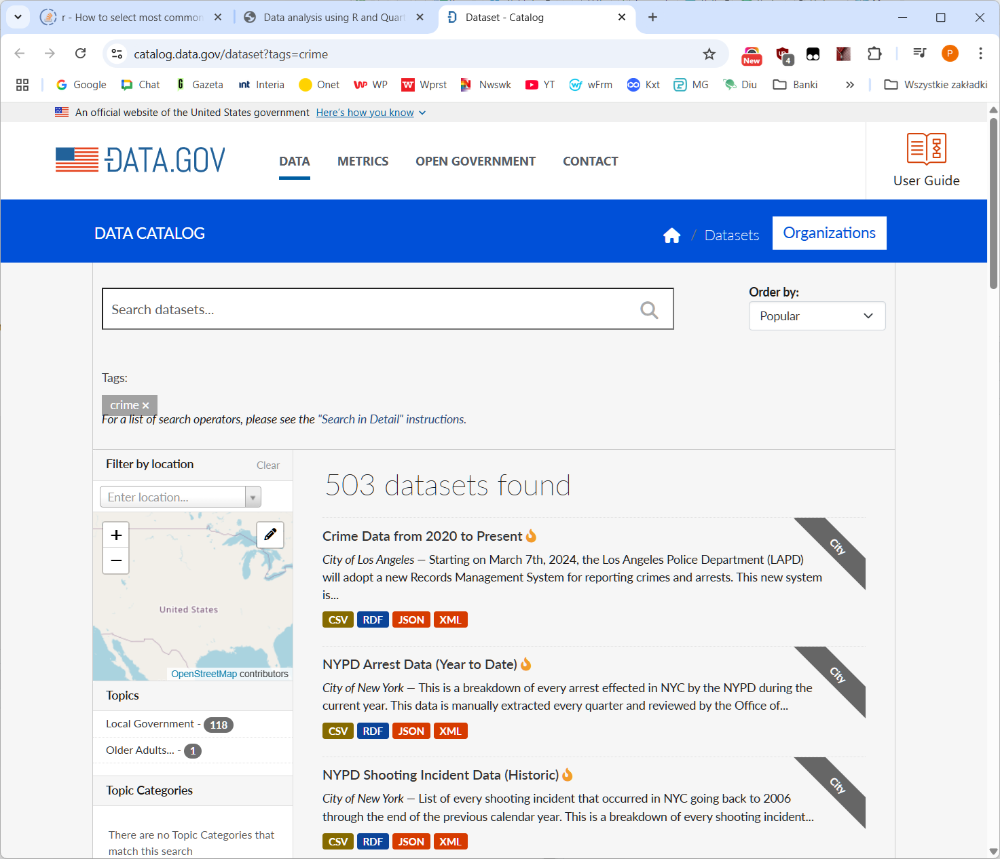 r - How to select most common
Data analysis using R and Quar
Dataset - Catalog
catalog.data.gov/dataset?tags=crime
New
4
P
Google
Chat
Gazeta
Interia
Onet
WP
Wprst
Nwswk
YT
wFrm
Kxt
MG
Diu
Banki
Wszystkie zakładki
An official website of the United States government Here's how you know
DATA.GOV
DATA
METRICS
OPEN GOVERNMENT
CONTACT
User Guide
DATA CATALOG
/ Datasets
Organizations
Search datasets...
Order by:
Popular
Tags:
crime ×
For a list of search operators, please see the "Search in Detail" instructions.
Filter by location
Clear
Enter location...
+
−
United States
OpenStreetMap contributors
Topics
Local Government - 118
Older Adults... - 1
Topic Categories
There are no Topic Categories that
match this search
503 datasets found
Crime Data from 2020 to Present
City
City of Los Angeles — Starting on March 7th, 2024, the Los Angeles Police Department (LAPD)
will adopt a new Records Management System for reporting crimes and arrests. This new system
is...
CSV RDF JSON XML
NYPD Arrest Data (Year to Date)
City
City of New York — This is a breakdown of every arrest effected in NYC by the NYPD during the
current year. This data is manually extracted every quarter and reviewed by the Office of...
CSV RDF JSON XML
NYPD Shooting Incident Data (Historic)
City
City of New York — List of every shooting incident that occurred in NYC going back to 2006
through the end of the previous calendar year. This is a breakdown of every shooting incident...
CSV RDF JSON XML